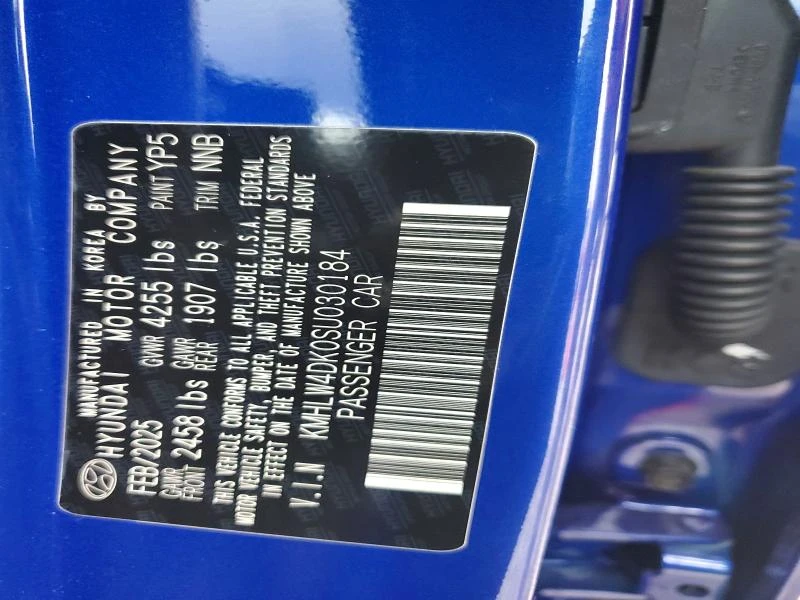 MANUFACTURED IN KOREA BY
HYUNDAI MOTOR COMPANY
FEB/2025 GVWR 4255 lbs PAINT YP5
GAWR FRONT 2458 lbs GAWR REAR 1907 lbs TRIM NNB
THIS VEHICLE CONFORMS TO ALL APPLICABLE U.S.A. FEDERAL
MOTOR VEHICLE SAFETY, BUMPER, AND THEFT PREVENTION STANDARDS
IN EFFECT ON THE DATE OF MANUFACTURE SHOWN ABOVE
V.I.N KMHLW4DK0SU030184
PASSENGER CAR